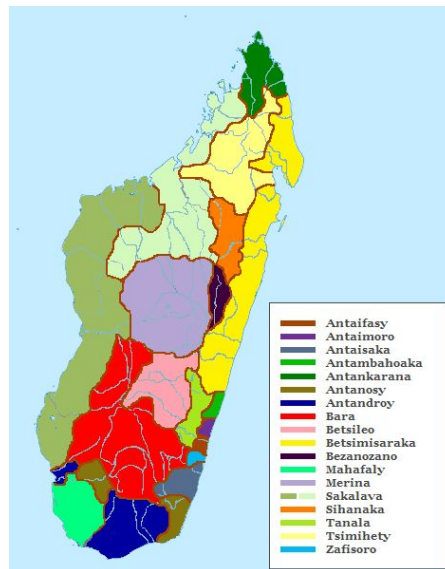 Antaifasy
Antaimoro
Antaisaka
Antambahoaka
Antankarana
Antanosy
Antandroy
Bara
Betsileo
Betsimisaraka
Bezanozano
Mahafaly
Merina
Sakalava
Sihanaka
Tanala
Tsimihety
Zafisoro